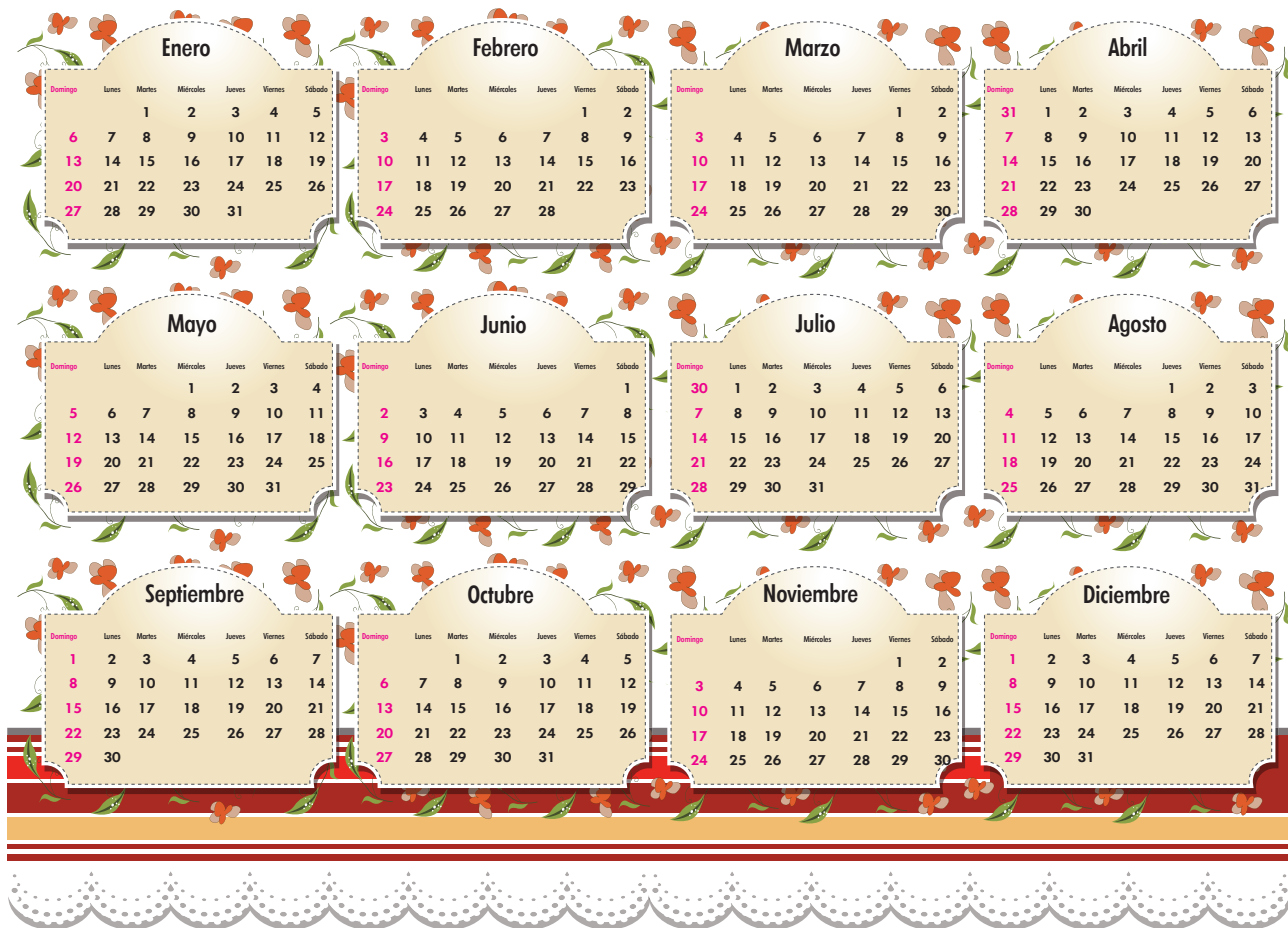 Enero
Domingo Lunes Martes Miércoles Jueves Viernes Sábado
1 2 3 4 5
6 7 8 9 10 11 12
13 14 15 16 17 18 19
20 21 22 23 24 25 26
27 28 29 30 31
Febrero
Domingo Lunes Martes Miércoles Jueves Viernes Sábado
1 2
3 4 5 6 7 8 9
10 11 12 13 14 15 16
17 18 19 20 21 22 23
24 25 26 27 28
Marzo
Domingo Lunes Martes Miércoles Jueves Viernes Sábado
1 2
3 4 5 6 7 8 9
10 11 12 13 14 15 16
17 18 19 20 21 22 23
24 25 26 27 28 29 30
Abril
Domingo Lunes Martes Miércoles Jueves Viernes Sábado
31 1 2 3 4 5 6
7 8 9 10 11 12 13
14 15 16 17 18 19 20
21 22 23 24 25 26 27
28 29 30
Mayo
Domingo Lunes Martes Miércoles Jueves Viernes Sábado
1 2 3 4
5 6 7 8 9 10 11
12 13 14 15 16 17 18
19 20 21 22 23 24 25
26 27 28 29 30 31
Junio
Domingo Lunes Martes Miércoles Jueves Viernes Sábado
1
2 3 4 5 6 7 8
9 10 11 12 13 14 15
16 17 18 19 20 21 22
23 24 25 26 27 28 29
Julio
Domingo Lunes Martes Miércoles Jueves Viernes Sábado
30 1 2 3 4 5 6
7 8 9 10 11 12 13
14 15 16 17 18 19 20
21 22 23 24 25 26 27
28 29 30 31
Agosto
Domingo Lunes Martes Miércoles Jueves Viernes Sábado
1 2 3
4 5 6 7 8 9 10
11 12 13 14 15 16 17
18 19 20 21 22 23 24
25 26 27 28 29 30 31
Septiembre
Domingo Lunes Martes Miércoles Jueves Viernes Sábado
1 2 3 4 5 6 7
8 9 10 11 12 13 14
15 16 17 18 19 20 21
22 23 24 25 26 27 28
29 30
Octubre
Domingo Lunes Martes Miércoles Jueves Viernes Sábado
1 2 3 4 5
6 7 8 9 10 11 12
13 14 15 16 17 18 19
20 21 22 23 24 25 26
27 28 29 30 31
Noviembre
Domingo Lunes Martes Miércoles Jueves Viernes Sábado
1 2
3 4 5 6 7 8 9
10 11 12 13 14 15 16
17 18 19 20 21 22 23
24 25 26 27 28 29 30
Diciembre
Domingo Lunes Martes Miércoles Jueves Viernes Sábado
1 2 3 4 5 6 7
8 9 10 11 12 13 14
15 16 17 18 19 20 21
22 23 24 25 26 27 28
29 30 31